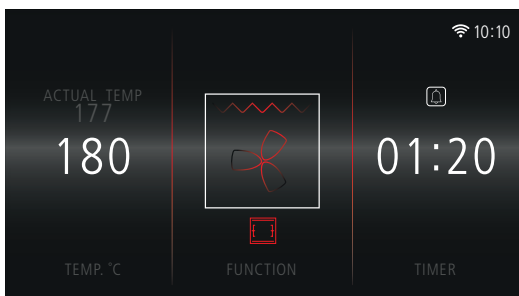 10:10
ACTUAL TEMP
177
180
01:20
TEMP. °C
FUNCTION
TIMER